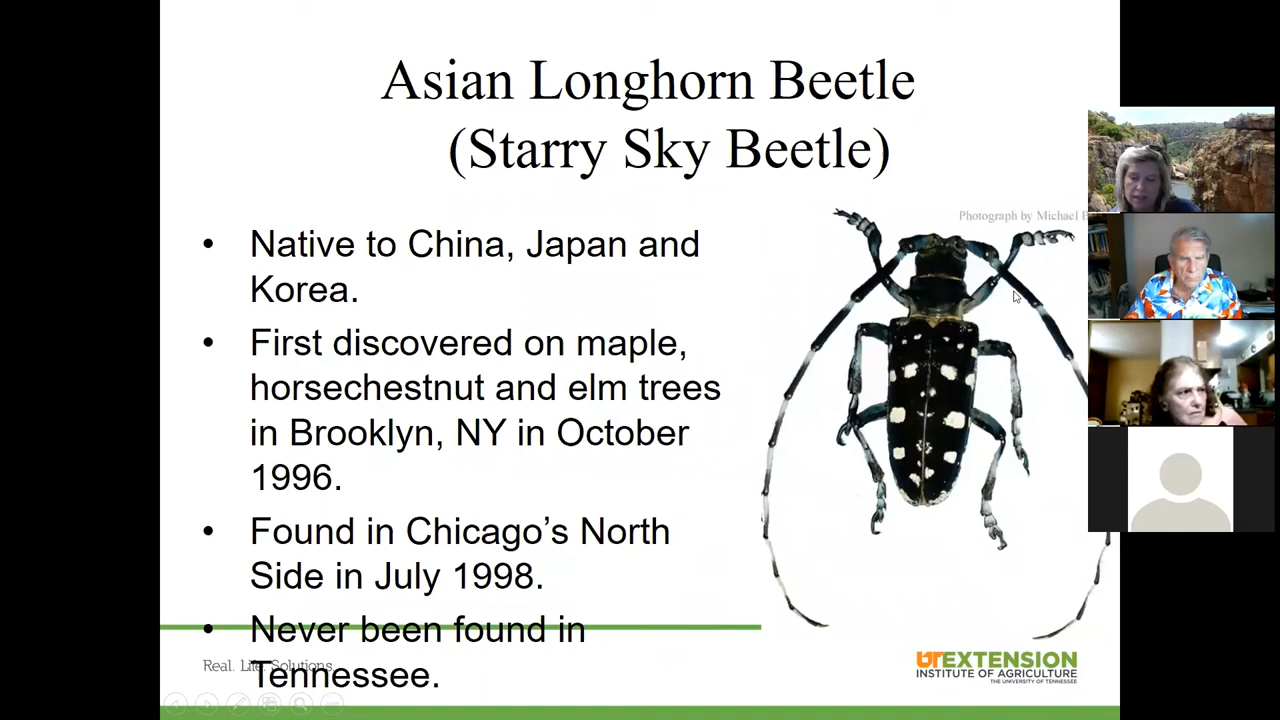 Asian Longhorn Beetle
(Starry Sky Beetle)
Photograph by Michael
• Native to China, Japan and
Korea.
• First discovered on maple,
horsechestnut and elm trees
in Brooklyn, NY in October
1996.
• Found in Chicago’s North
Side in July 1998.
• Never been found in
Tennessee.
Real. Life. Solutions.
UTEXTENSION
INSTITUTE OF AGRICULTURE
THE UNIVERSITY OF TENNESSEE